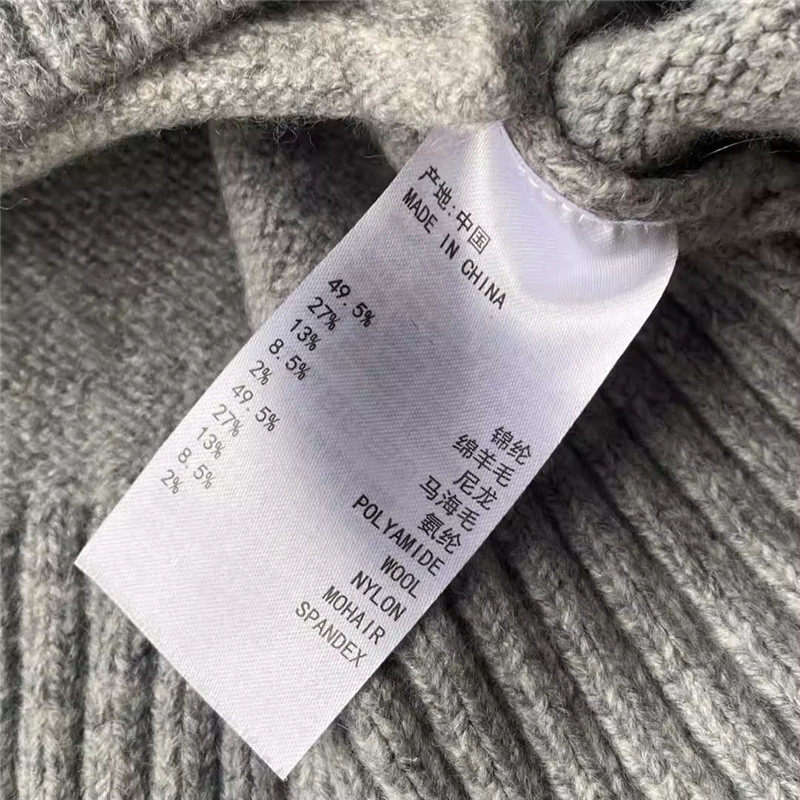 产地:中国
MADE IN CHINA
49.5% 锦纶
27% 绵羊毛
13% 尼龙
8.5% 马海毛
2% 氨纶
49.5% POLYAMIDE
27% WOOL
13% NYLON
8.5% MOHAIR
2% SPANDEX